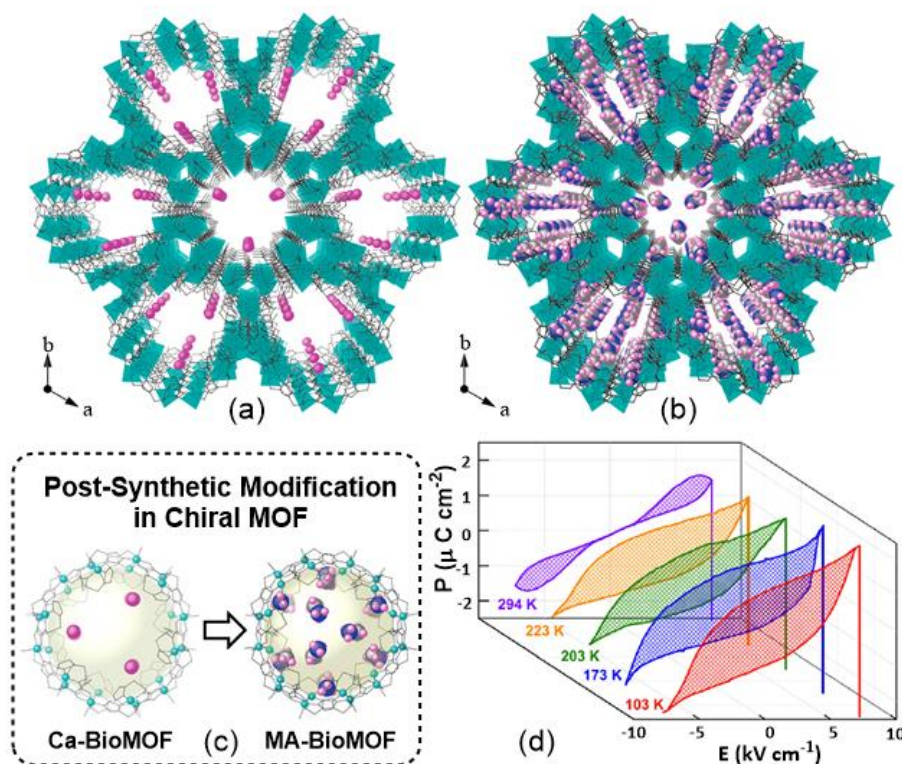 b
a
(a)
b
a
(b)
Post-Synthetic Modification
in Chiral MOF
Ca-BioMOF
(c)
MA-BioMOF
P (μ C cm-2)
2
1
0
-1
-2
294 K
223 K
203 K
173 K
103 K
(d)
-10
-5
0
5
10
E (kV cm-1)